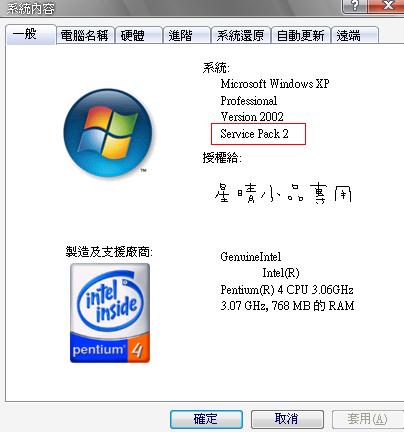 系統內容
一般 電腦名稱 硬體 進階 系統還原 自動更新 遠端
系統:
Microsoft Windows XP
Professional
Version 2002
Service Pack 2
授權給:
星晴小品專用
製造及支援廠商:
GenuineIntel
Intel(R)
Pentium(R) 4 CPU 3.06GHz
3.07 GHz, 768 MB 的 RAM
intel
inside
pentium 4
確定 取消 套用(A)